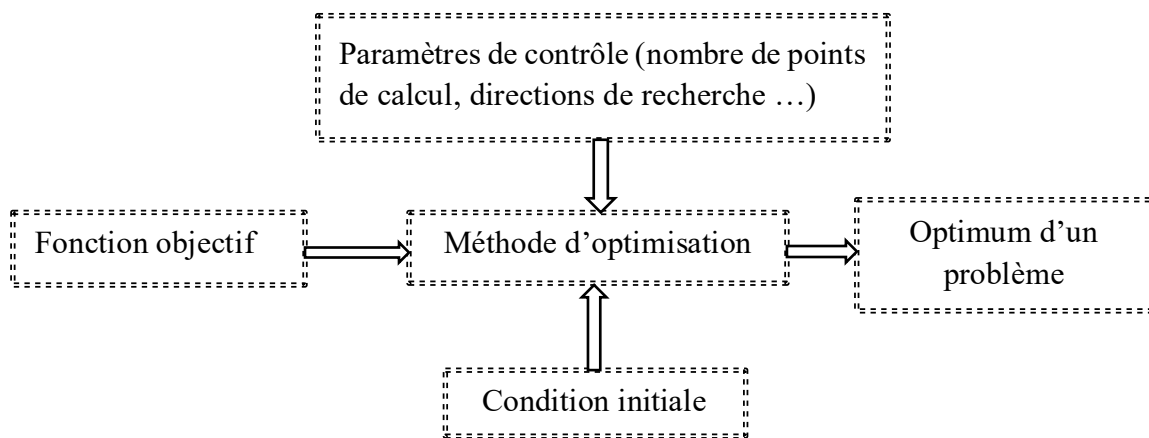 Paramètres de contrôle (nombre de points
de calcul, directions de recherche …)
Fonction objectif
Méthode d’optimisation
Optimum d’un
problème
Condition initiale